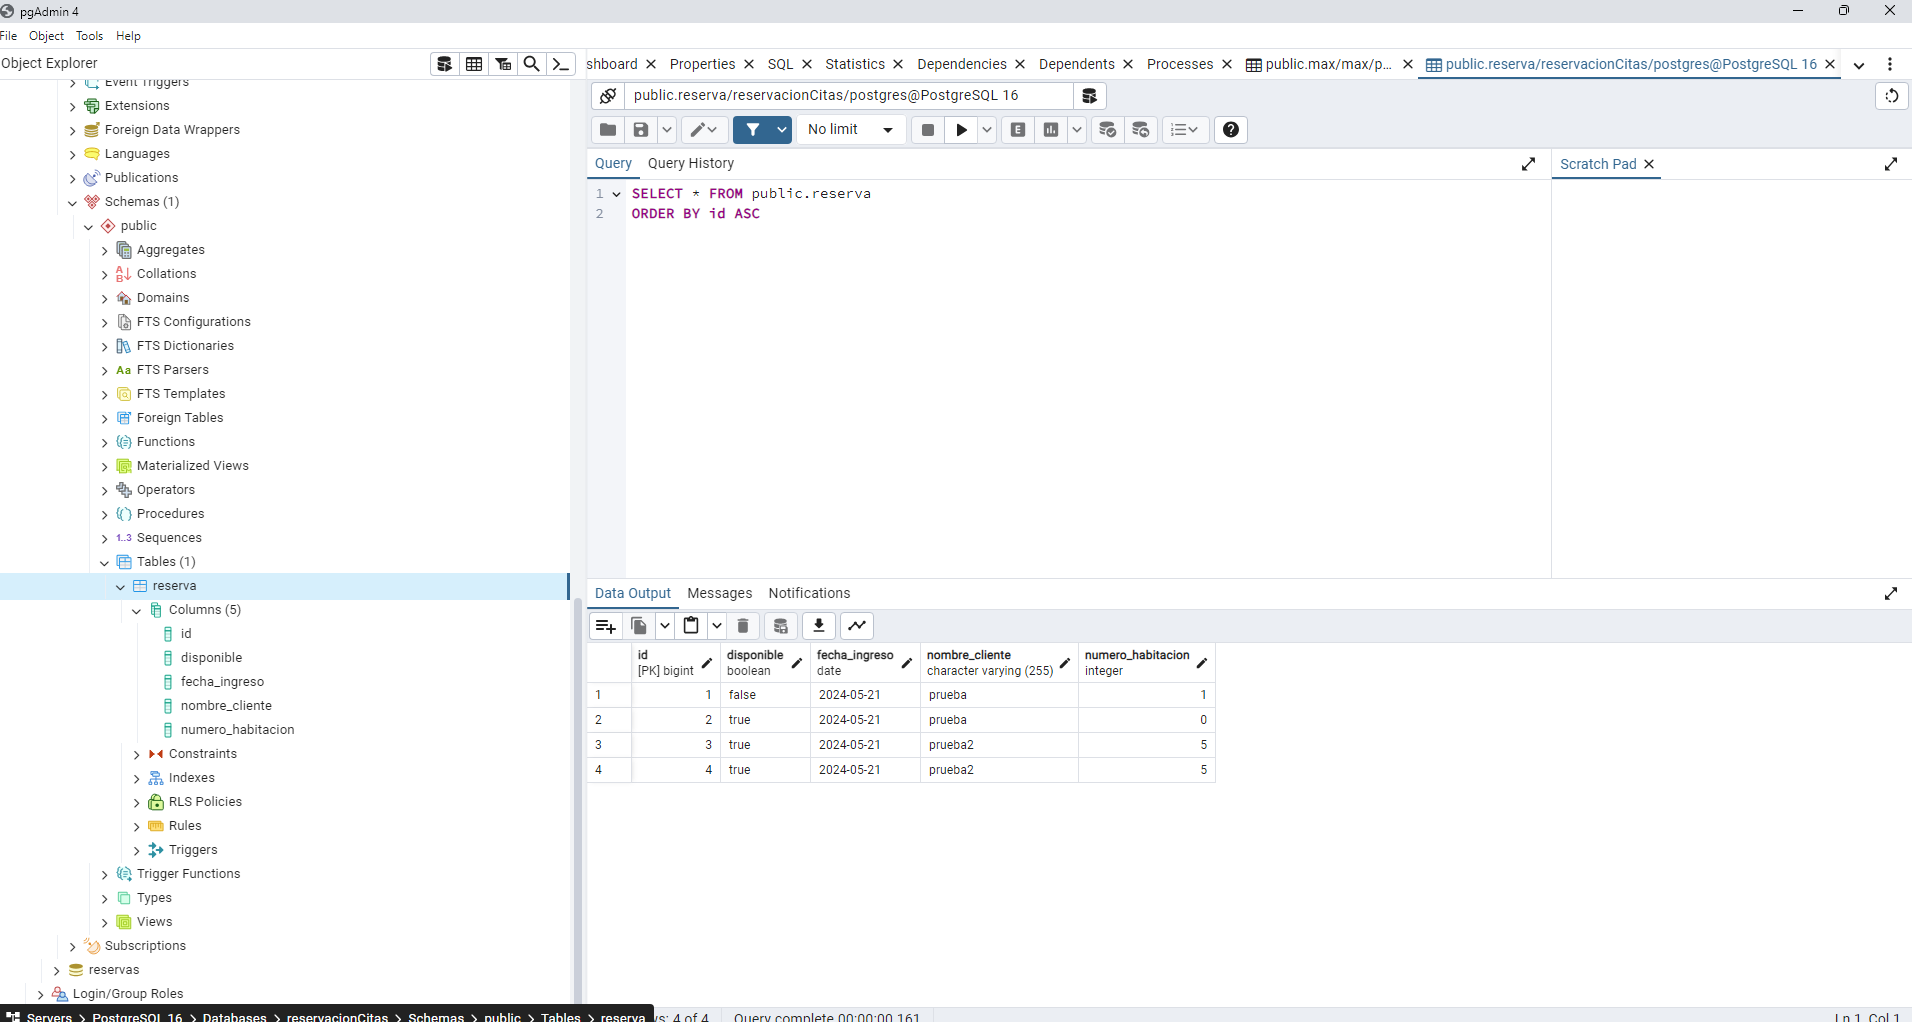 pgAdmin 4
File Object Tools Help
Object Explorer
Event Triggers
Extensions
Foreign Data Wrappers
Languages
Publications
Schemas (1)
public
Aggregates
Collations
Domains
FTS Configurations
FTS Dictionaries
Aa FTS Parsers
FTS Templates
Foreign Tables
Functions
Materialized Views
Operators
Procedures
1..3 Sequences
Tables (1)
reserva
Columns (5)
id
disponible
fecha_ingreso
nombre_cliente
numero_habitacion
Constraints
Indexes
RLS Policies
Rules
Triggers
Trigger Functions
Types
Views
Subscriptions
reservas
Login/Group Roles
Servers > PostgreSQL 16 > Databases > reservacionCitas > Schemas > public > Tables > reserva
shboard Properties SQL Statistics Dependencies Dependents Processes public.max/max/p... public.reserva/reservacionCitas/postgres@PostgreSQL 16
public.reserva/reservacionCitas/postgres@PostgreSQL 16
No limit
E
Query Query History
Scratch Pad
1 SELECT * FROM public.reserva
2 ORDER BY id ASC
Data Output Messages Notifications
id disponible fecha_ingreso nombre_cliente numero_habitacion
[PK] bigint boolean date character varying (255) integer
1 1 false 2024-05-21 prueba 1
2 2 true 2024-05-21 prueba 0
3 3 true 2024-05-21 prueba2 5
4 4 true 2024-05-21 prueba2 5
vs: 4 of 4 Query complete 00:00:00.161 Ln 1, Col 1